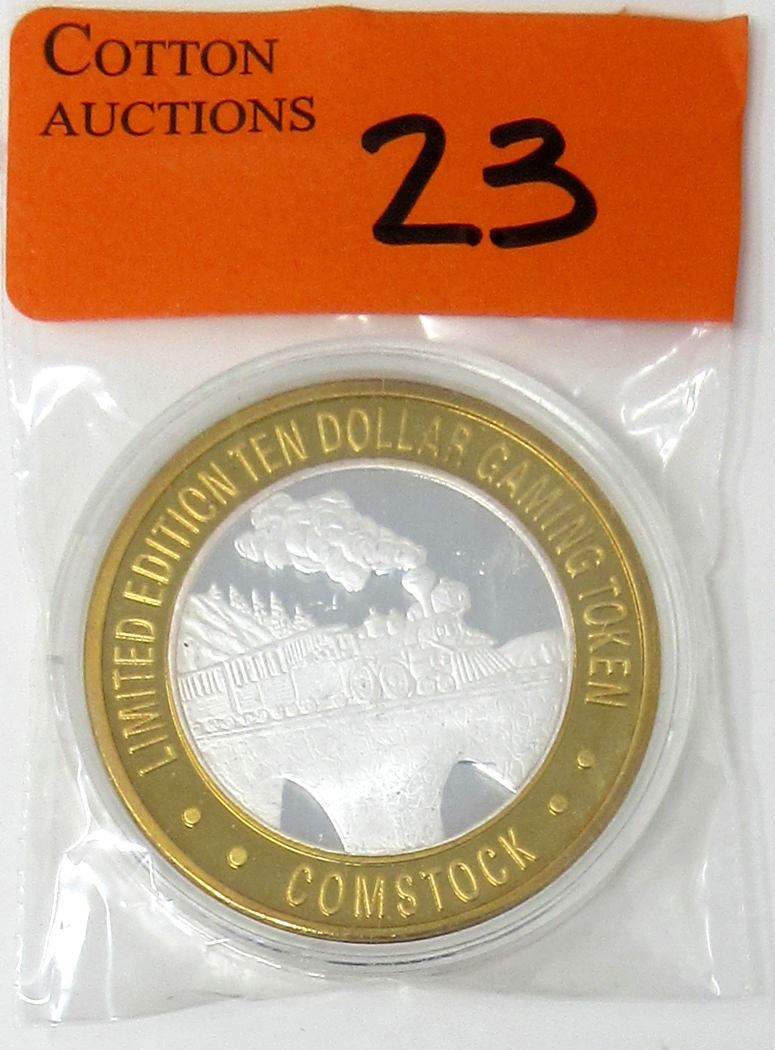 COTTON
AUCTIONS
23
LIMITED EDITION TEN DOLLAR GAMING TOKEN
COMSTOCK